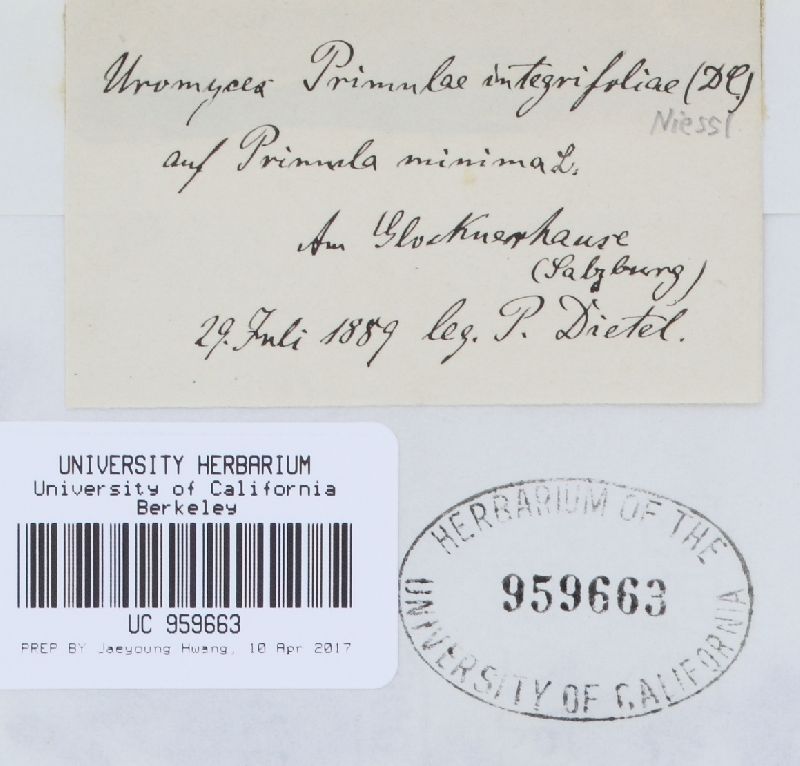 Uromyces Primulae integrifoliae (DC.)
Niessl
auf Primula minima L.
Am Glocknerhause
(Salzburg)
29. Juli 1889 leg. P. Dietel.
UNIVERSITY HERBARIUM
University of California
Berkeley
UC 959663
PREP BY Jaeyoung Hwang, 10 Apr 2017
HERBARIUM OF THE
959663
UNIVERSITY OF CALIFORNIA